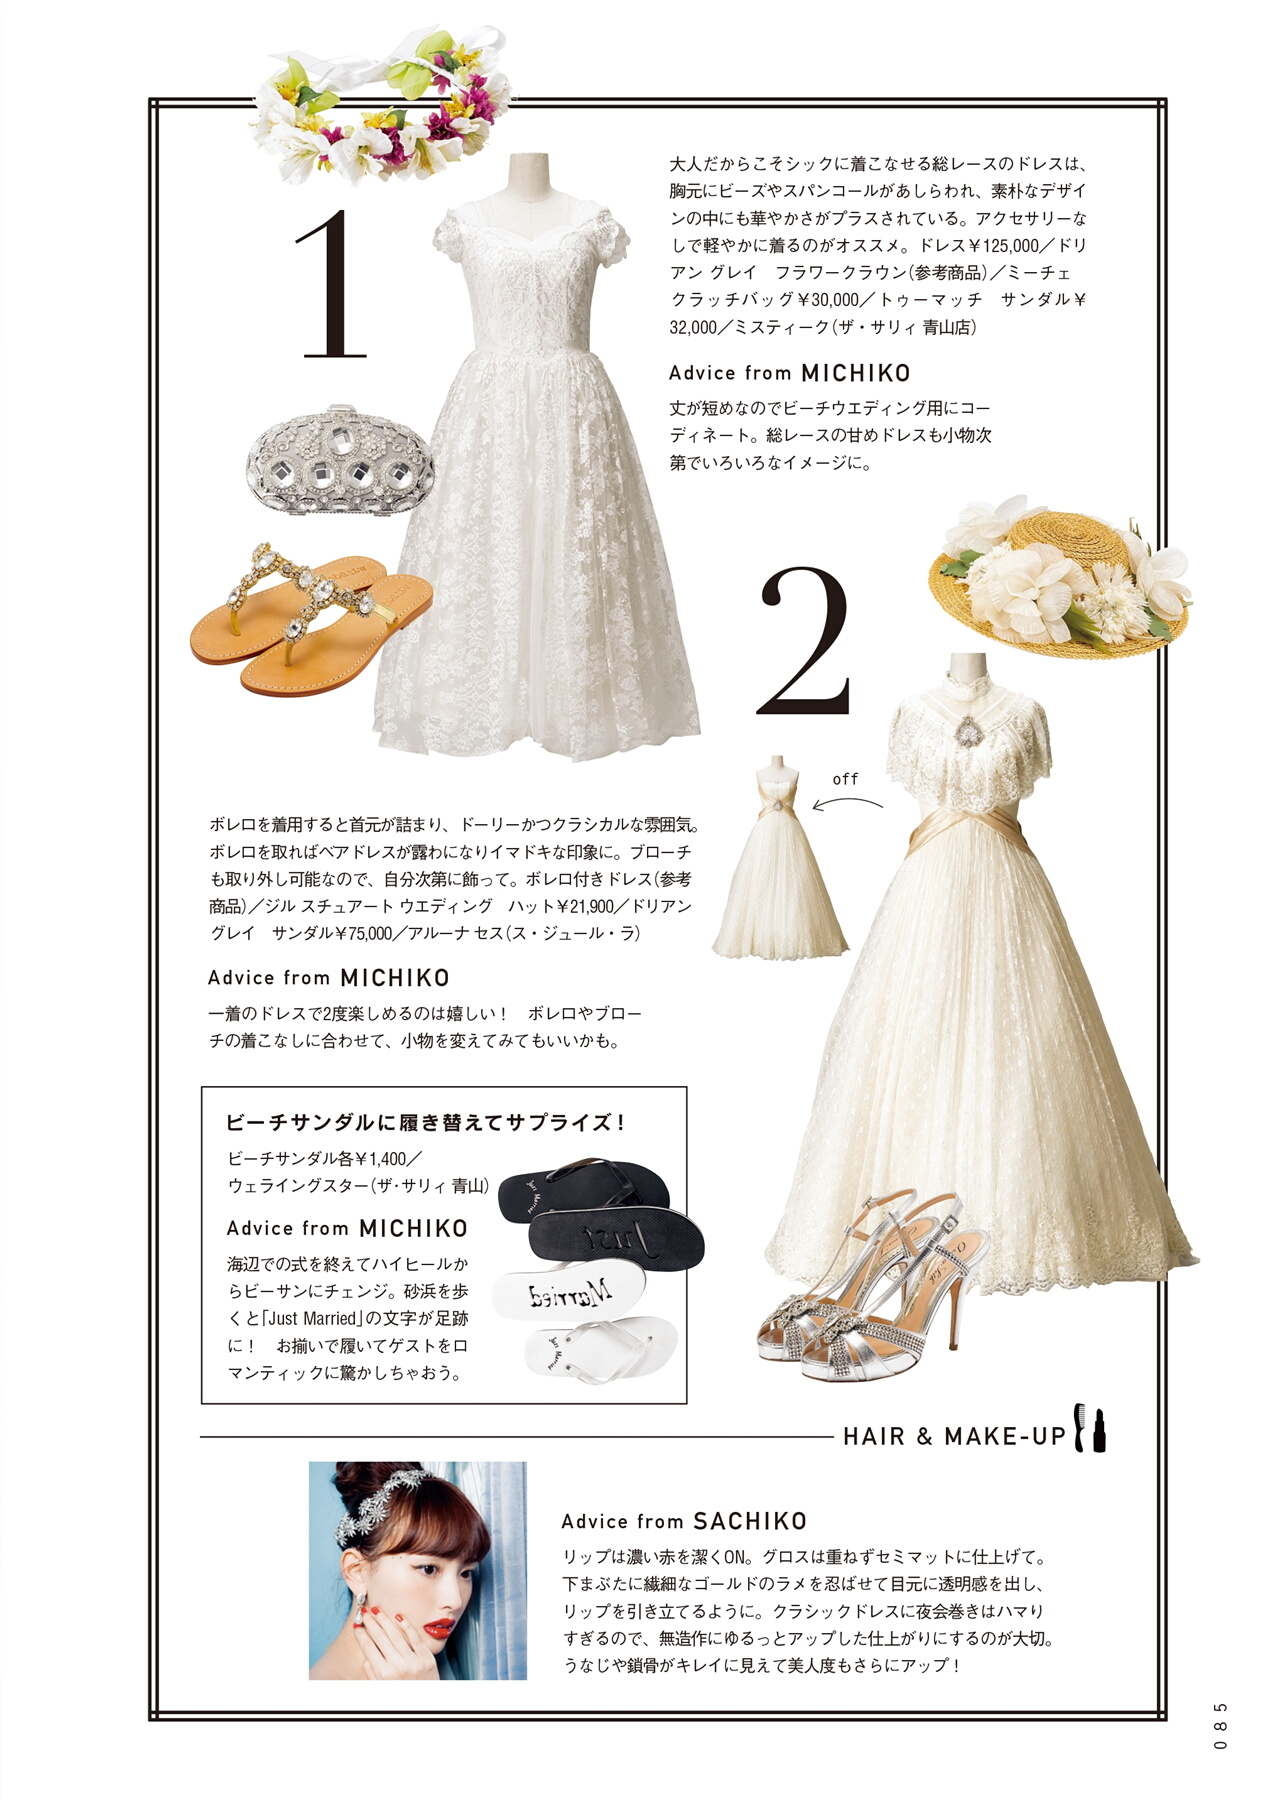 1
大人だからこそシックに着こなせる総レースのドレスは、
胸元にビーズやスパンコールがあしらわれ、素朴なデザイ
ンの中にも華やかさがプラスされている。アクセサリーな
しで軽やかに着るのがオススメ。ドレス¥125,000／ドリ
アン グレイ　フラワークラウン（参考商品）／ミーチェ
クラッチバッグ¥30,000／トゥーマッチ　サンダル¥
32,000／ミスティーク（ザ・サリィ 青山店）
Advice from MICHIKO
丈が短めなのでビーチウエディング用にコー
ディネート。総レースの甘めドレスも小物次
第でいろいろなイメージに。
2
off
ボレロを着用すると首元が詰まり、ドーリーかつクラシカルな雰囲気。
ボレロを取ればベアドレスが露わになりイマドキな印象に。ブローチ
も取り外し可能なので、自分次第に飾って。ボレロ付きドレス（参考
商品）／ジル スチュアート ウエディング　ハット¥21,900／ドリアン
グレイ　サンダル¥75,000／アルーナ セス（ス・ジュール・ラ）
Advice from MICHIKO
一着のドレスで2度楽しめるのは嬉しい！　ボレロやブロー
チの着こなしに合わせて、小物を変えてみてもいいかも。
ビーチサンダルに履き替えてサプライズ！
ビーチサンダル各¥1,400／
ウェライングスター（ザ・サリィ 青山）
Advice from MICHIKO
海辺での式を終えてハイヒールか
らビーサンにチェンジ。砂浜を歩
くと「Just Married」の文字が足跡
に！　お揃いで履いてゲストをロ
マンティックに驚かしちゃおう。
Just Married
Just
Married
Just Married
HAIR & MAKE-UP
Advice from SACHIKO
リップは濃い赤を潔くON。グロスは重ねずセミマットに仕上げて。
下まぶたに繊細なゴールドのラメを忍ばせて目元に透明感を出し、
リップを引き立てるように。クラシックドレスに夜会巻きはハマり
すぎるので、無造作にゆるっとアップした仕上がりにするのが大切。
うなじや鎖骨がキレイに見えて美人度もさらにアップ！
085